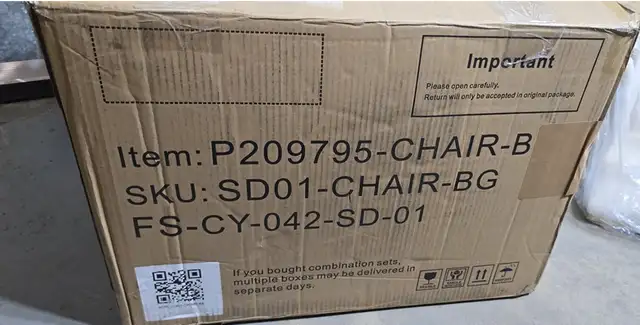 Important
Please open carefully.
Return will only be accepted in original package.
Item: P209795-CHAIR-B
SKU: SD01-CHAIR-BG
FS-CY-042-SD-01
If you bought combination sets,
multiple boxes may be delivered in
separate days.